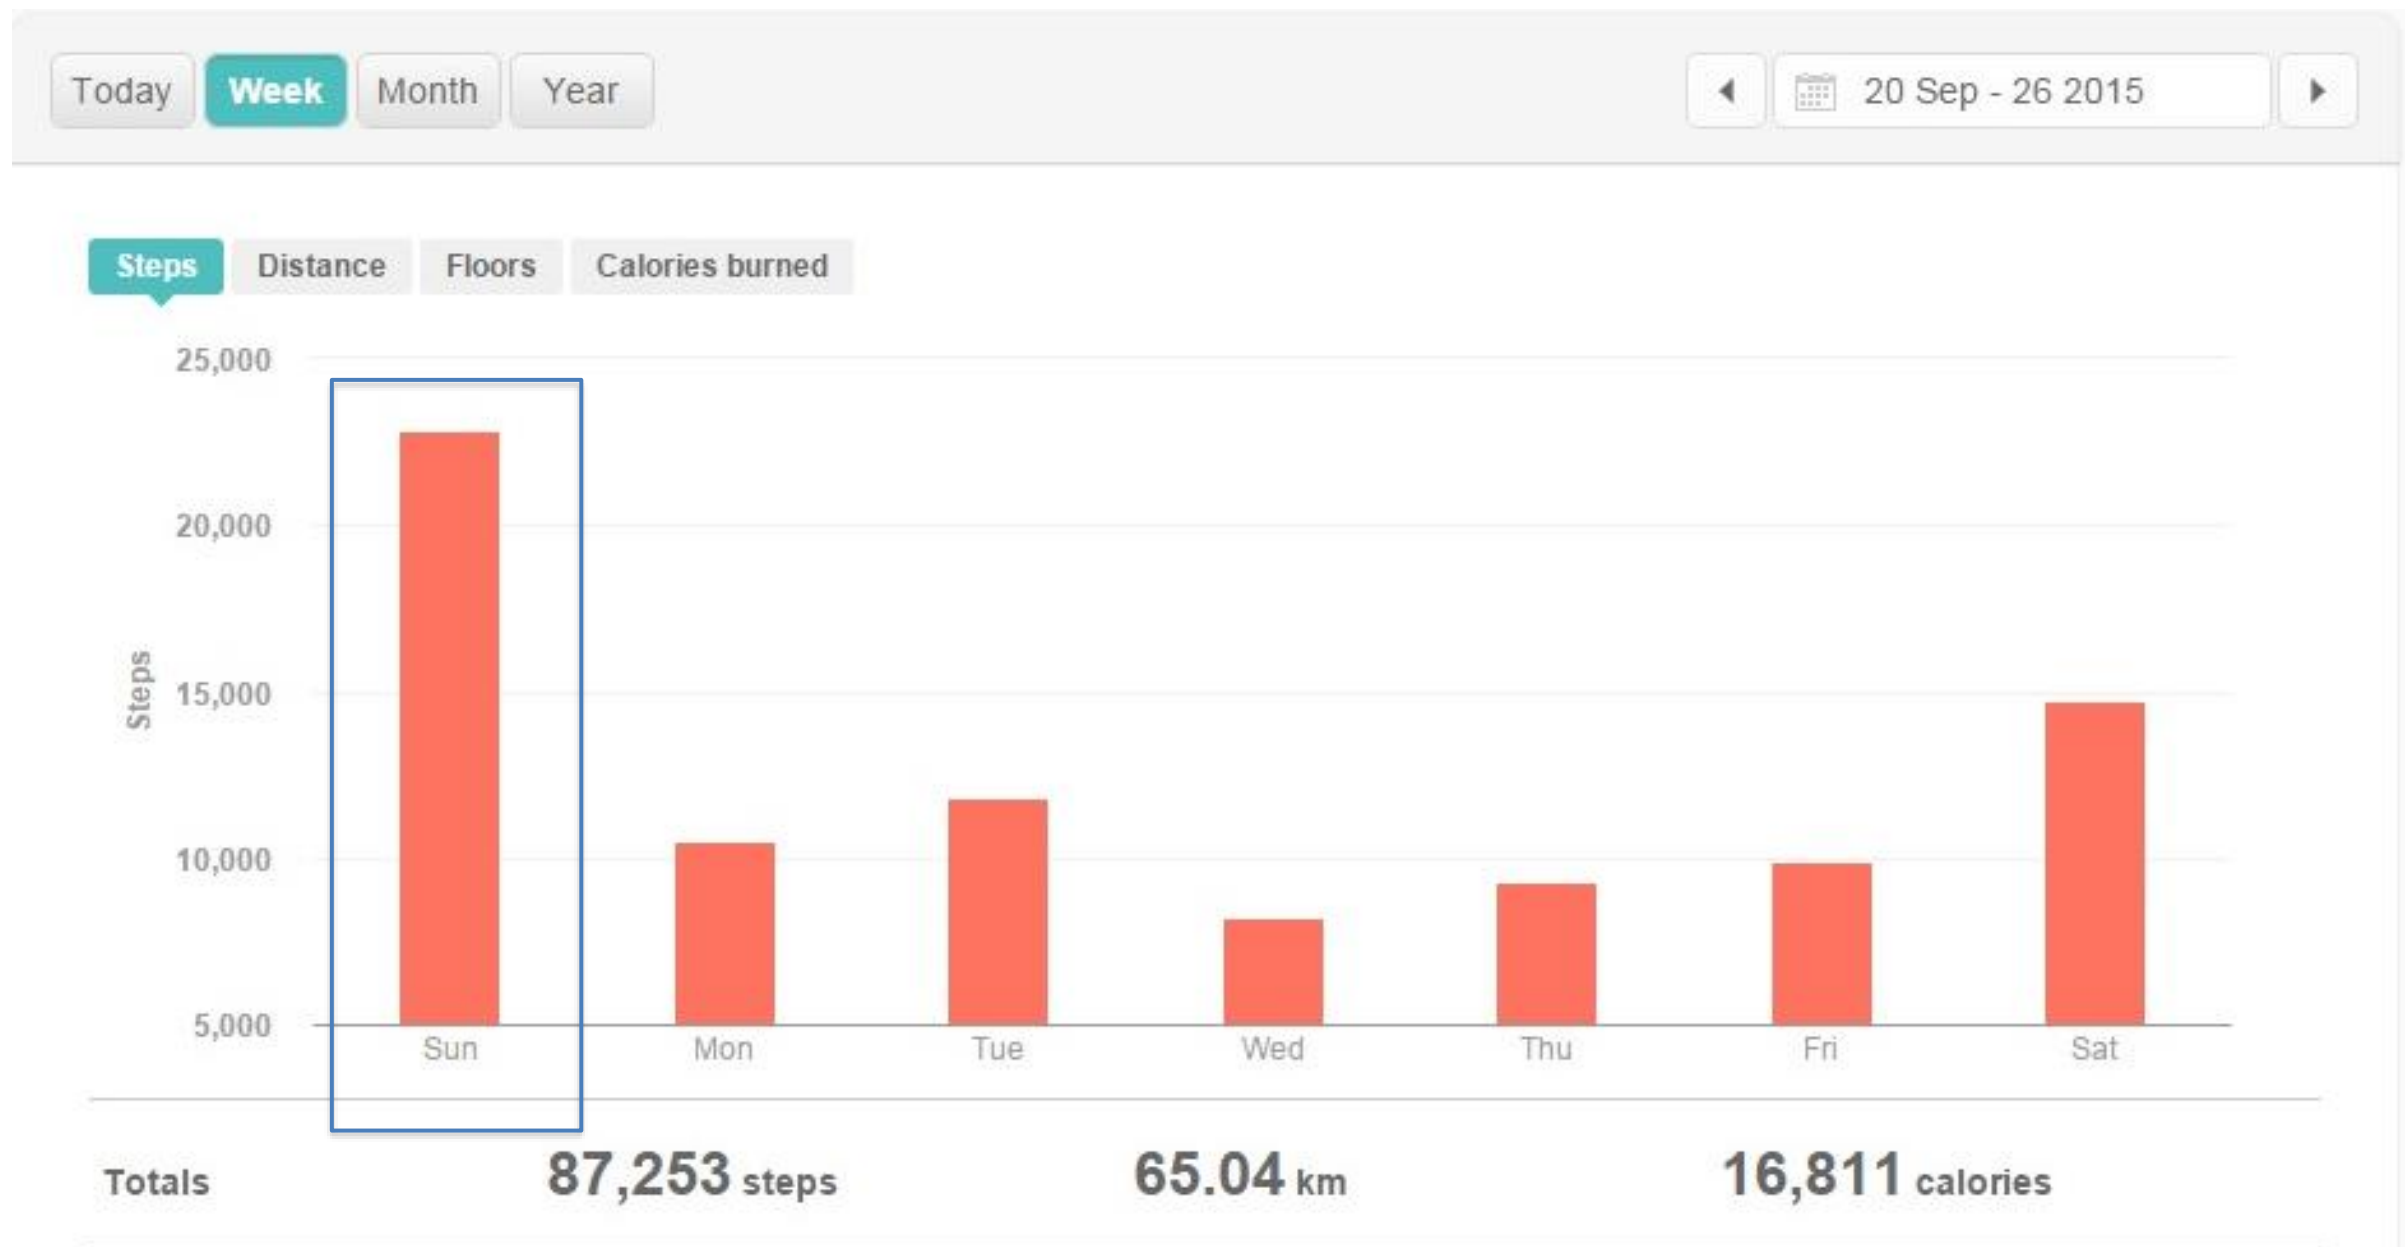 Today Week Month Year 20 Sep - 26 2015
Steps Distance Floors Calories burned
25,000
20,000
Steps
15,000
10,000
5,000
Sun Mon Tue Wed Thu Fri Sat
Totals 87,253 steps 65.04 km 16,811 calories